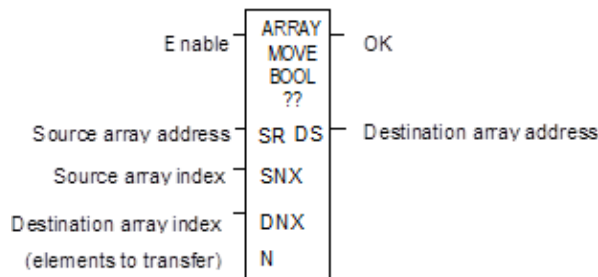 Enable ARRAY OK
MOVE
BOOL
??
Source array address SR DS Destination array address
Source array index SNX
Destination array index DNX
(elements to transfer) N